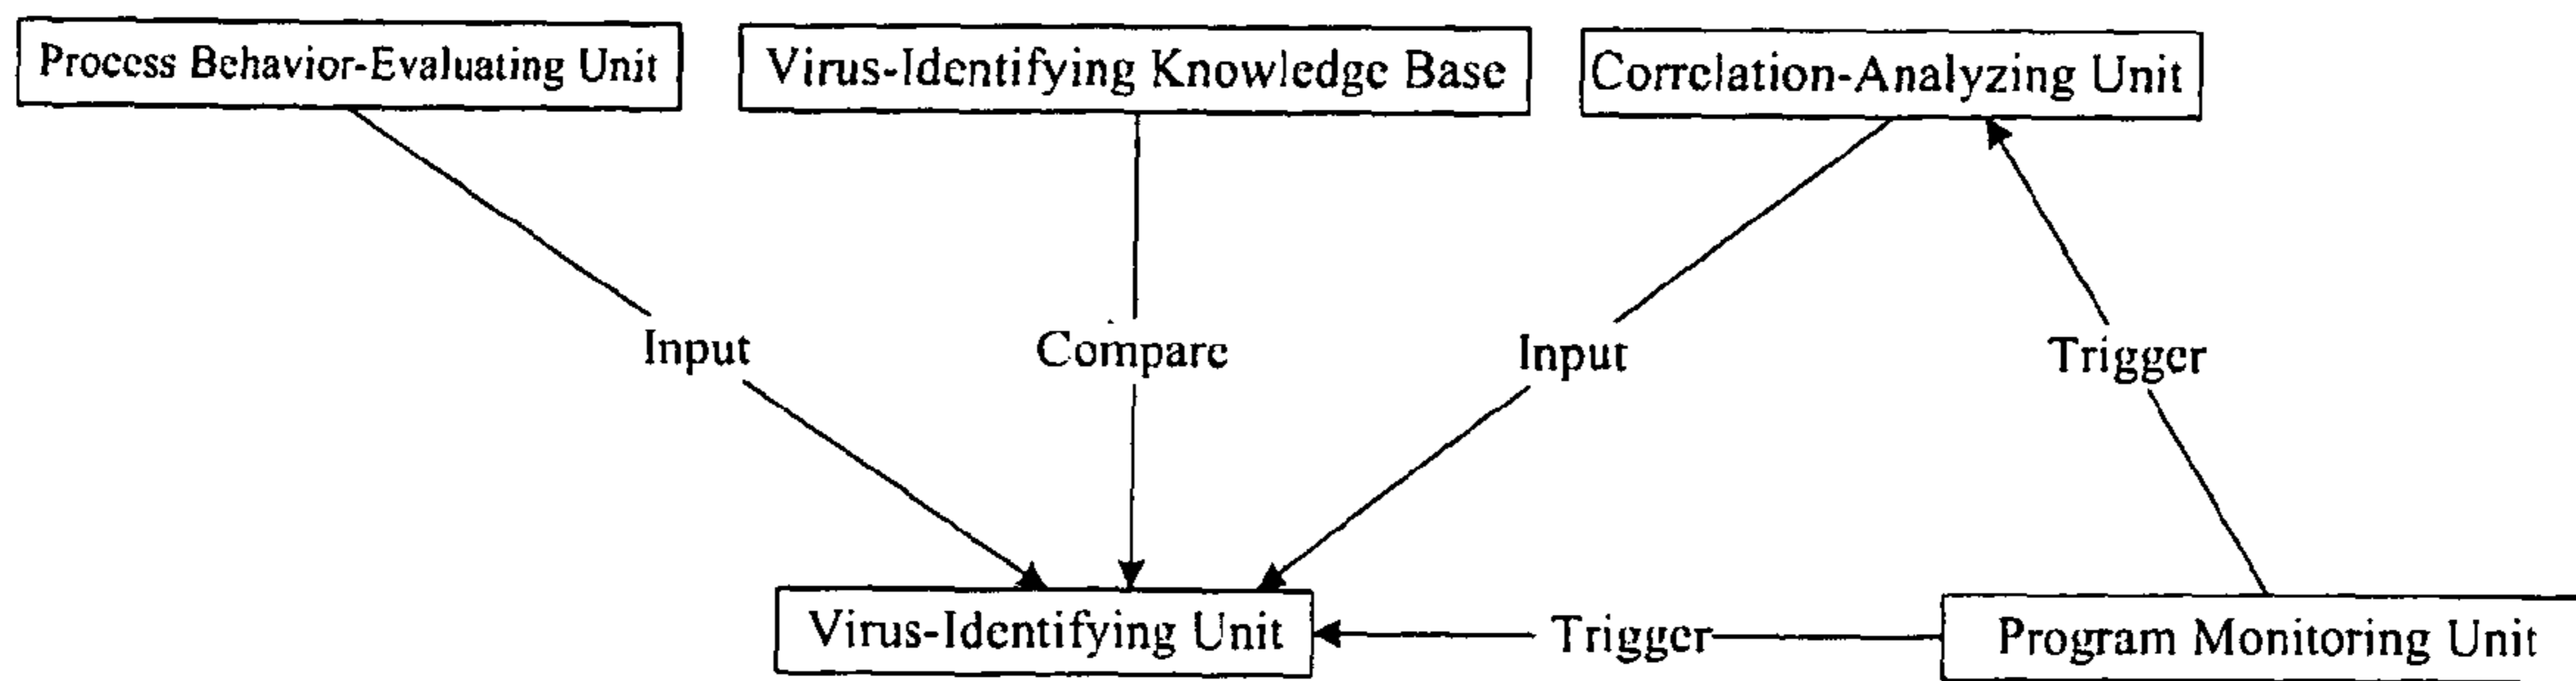 Process Behavior-Evaluating Unit
Virus-Identifying Knowledge Base
Correlation-Analyzing Unit
Input
Compare
Input
Trigger
Virus-Identifying Unit
Trigger
Program Monitoring Unit